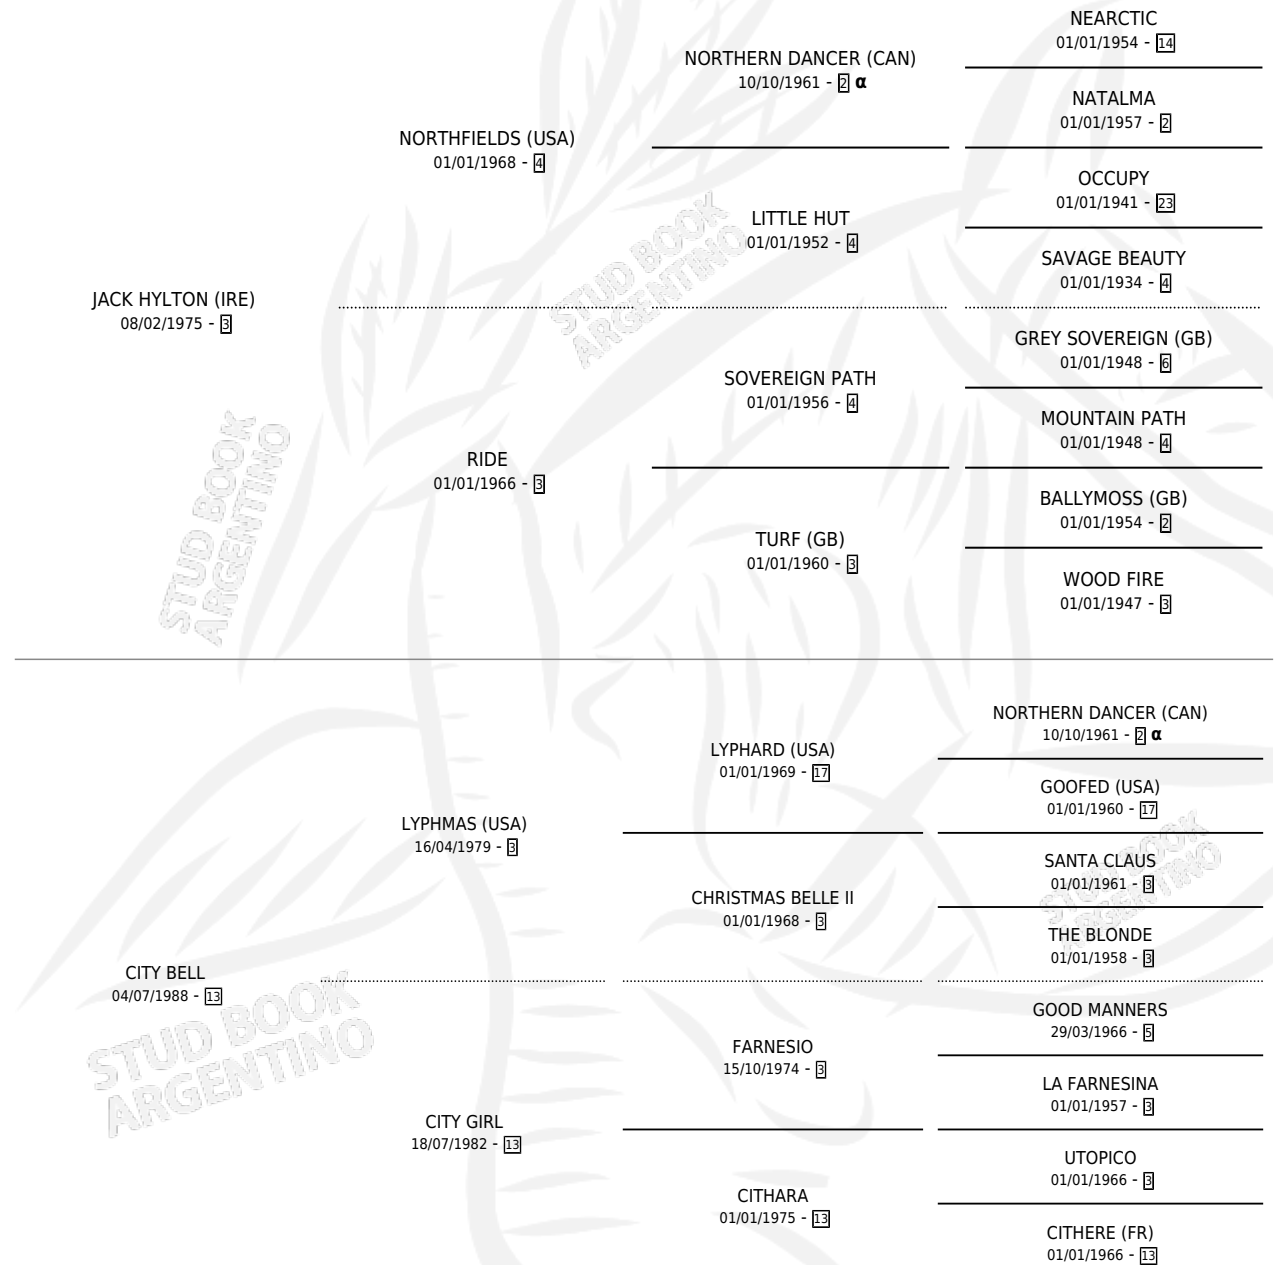 NEARCTIC
01/01/1954 - 14
NORTHERN DANCER (CAN)
10/10/1961 - 2 α
NATALMA
01/01/1957 - 2
NORTHFIELDS (USA)
01/01/1968 - 4
OCCUPY
01/01/1941 - 23
LITTLE HUT
01/01/1952 - 4
SAVAGE BEAUTY
01/01/1934 - 4
JACK HYLTON (IRE)
08/02/1975 - 3
GREY SOVEREIGN (GB)
01/01/1948 - 6
SOVEREIGN PATH
01/01/1956 - 4
MOUNTAIN PATH
01/01/1948 - 4
RIDE
01/01/1966 - 3
BALLYMOSS (GB)
01/01/1954 - 2
TURF (GB)
01/01/1960 - 3
WOOD FIRE
01/01/1947 - 3
NORTHERN DANCER (CAN)
10/10/1961 - 2 α
LYPHARD (USA)
01/01/1969 - 17
GOOFED (USA)
01/01/1960 - 17
LYPHMAS (USA)
16/04/1979 - 3
SANTA CLAUS
01/01/1961 - 3
CHRISTMAS BELLE II
01/01/1968 - 3
THE BLONDE
01/01/1958 - 3
CITY BELL
04/07/1988 - 13
GOOD MANNERS
29/03/1966 - 5
FARNESIO
15/10/1974 - 3
LA FARNESINA
01/01/1957 - 3
CITY GIRL
18/07/1982 - 13
UTOPICO
01/01/1966 - 3
CITHARA
01/01/1975 - 13
CITHERE (FR)
01/01/1966 - 13
STUD BOOK
ARGENTINO
STUD BOOK
ARGENTINO
STUD BOOK
ARGENTINO
STUD BOOK
ARGENTINO